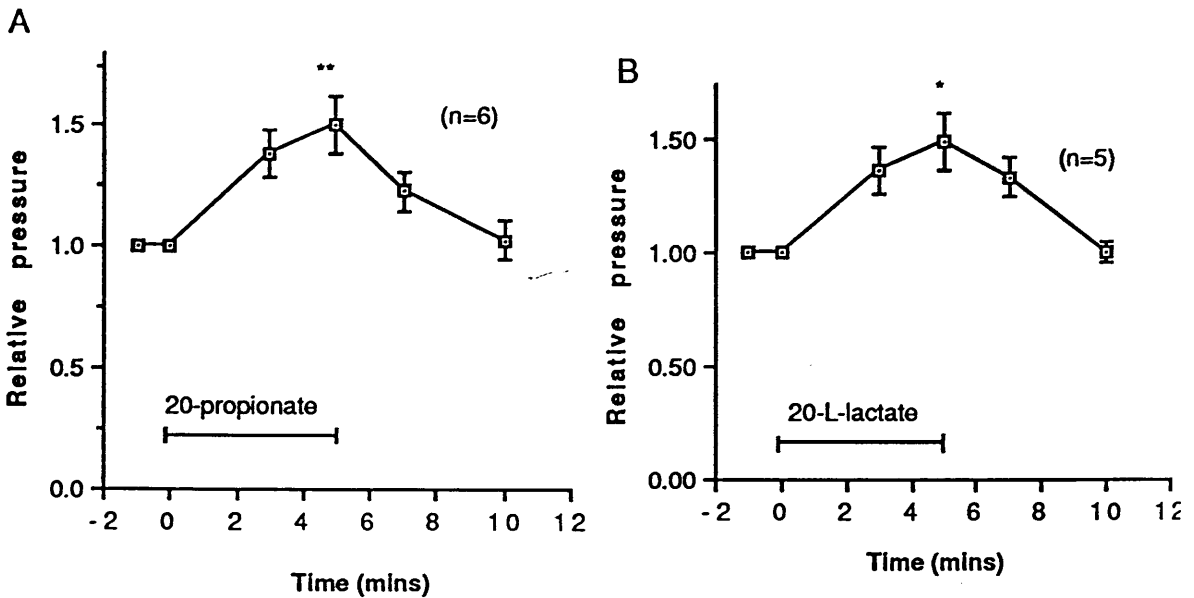 A
**
(n=6)
1.5
1.0
0.5
0.0
Relative pressure
20-propionate
-2 0 2 4 6 8 10 12
Time (mins)
B
*
(n=5)
1.50
1.00
0.50
0.00
Relative pressure
20-L-lactate
-2 0 2 4 6 8 10 12
Time (mins)